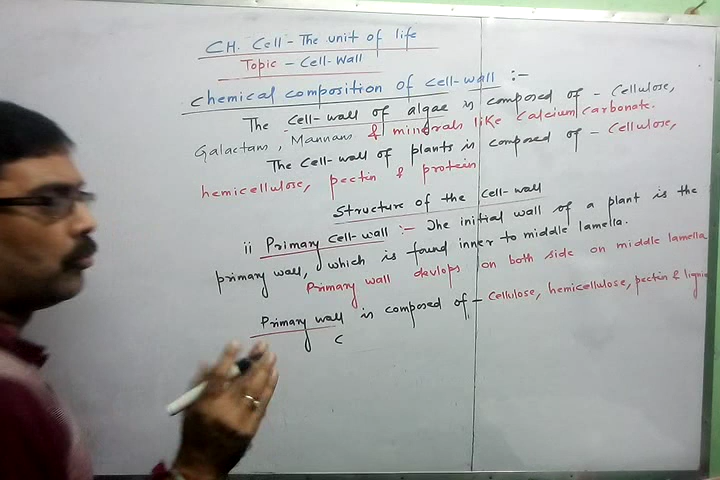 CH. Cell - The unit of life
Topic - Cell-Wall
Chemical composition of cell-wall :-
The cell-wall of algae is composed of - Cellulose,
Galactans, Mannans & minerals like Calcium Carbonate.
The cell-wall of plants is composed of - Cellulose,
hemicellulose, pectin & protein
Structure of the cell-wall
ii Primary Cell-wall :- The initial wall of a plant is the
primary wall, which is found inner to middle lamella.
Primary wall devlops on both side on middle lamella
Primary wall is composed of - Cellulose, hemicellulose, pectin & lignin
C